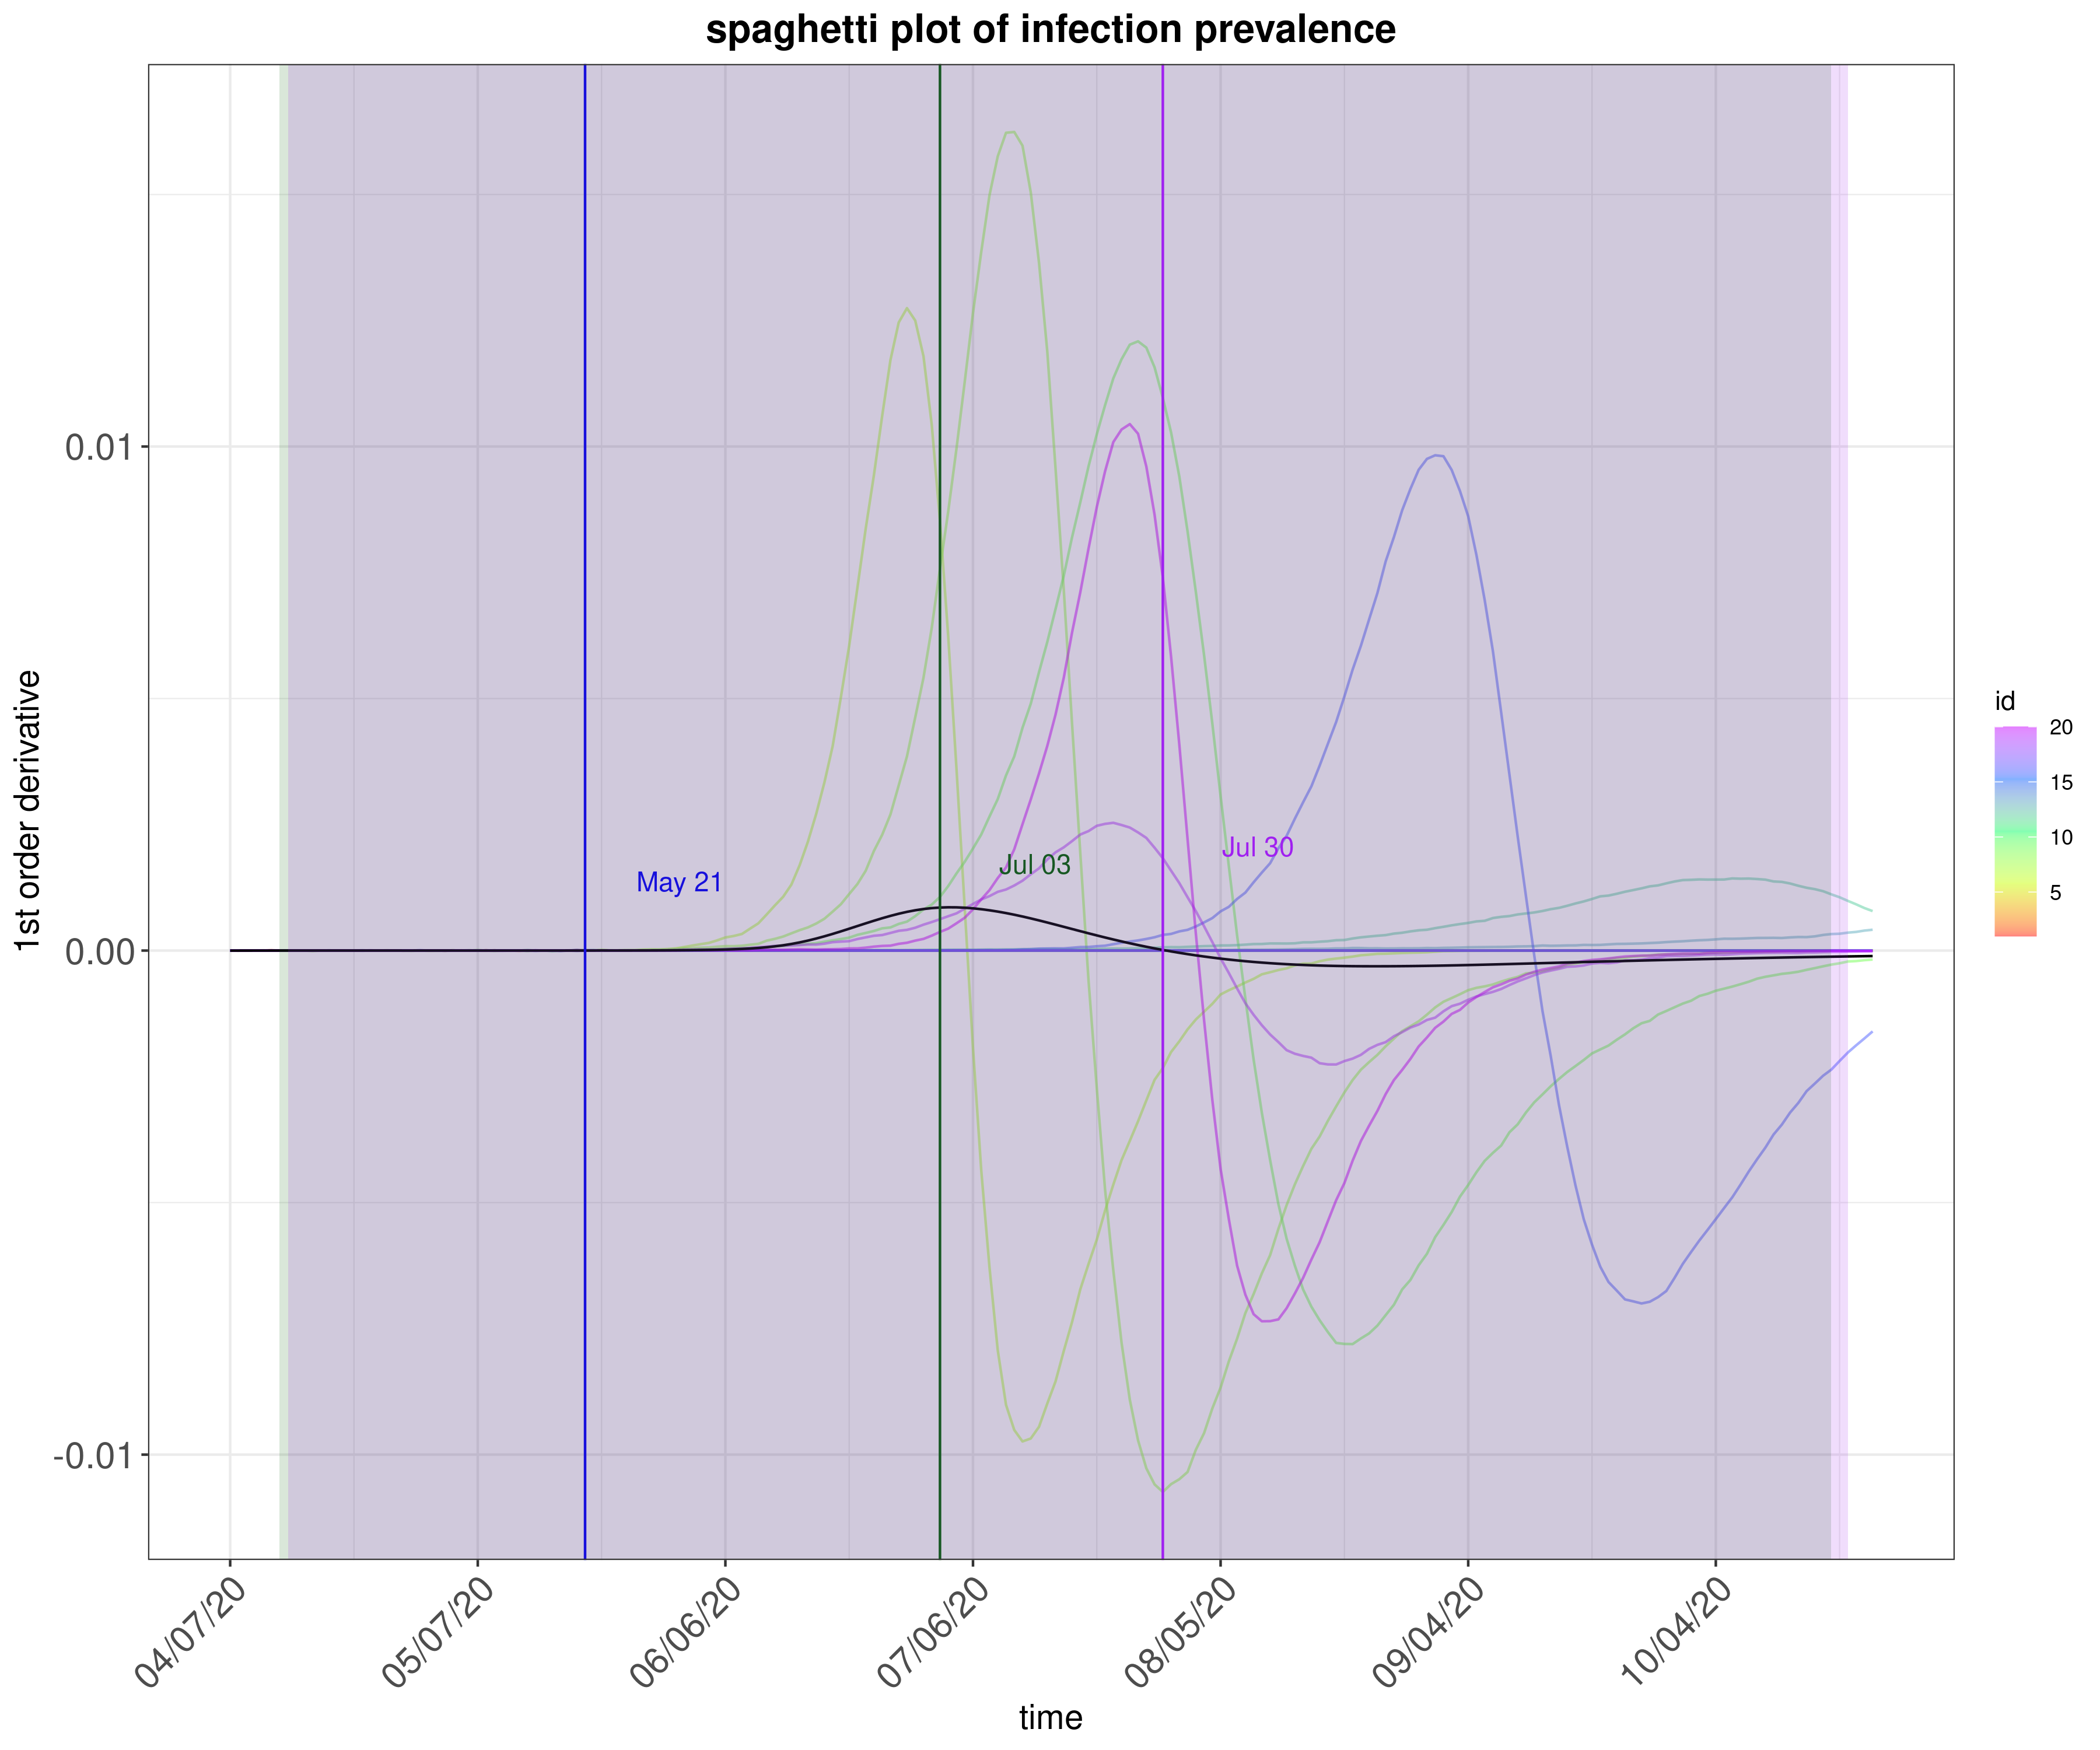 spaghetti plot of infection prevalence
1st order derivative
0.01
0.00
-0.01
May 21
Jul 03
Jul 30
04/07/20
05/07/20
06/06/20
07/06/20
08/05/20
09/04/20
10/04/20
time
id
20
15
10
5